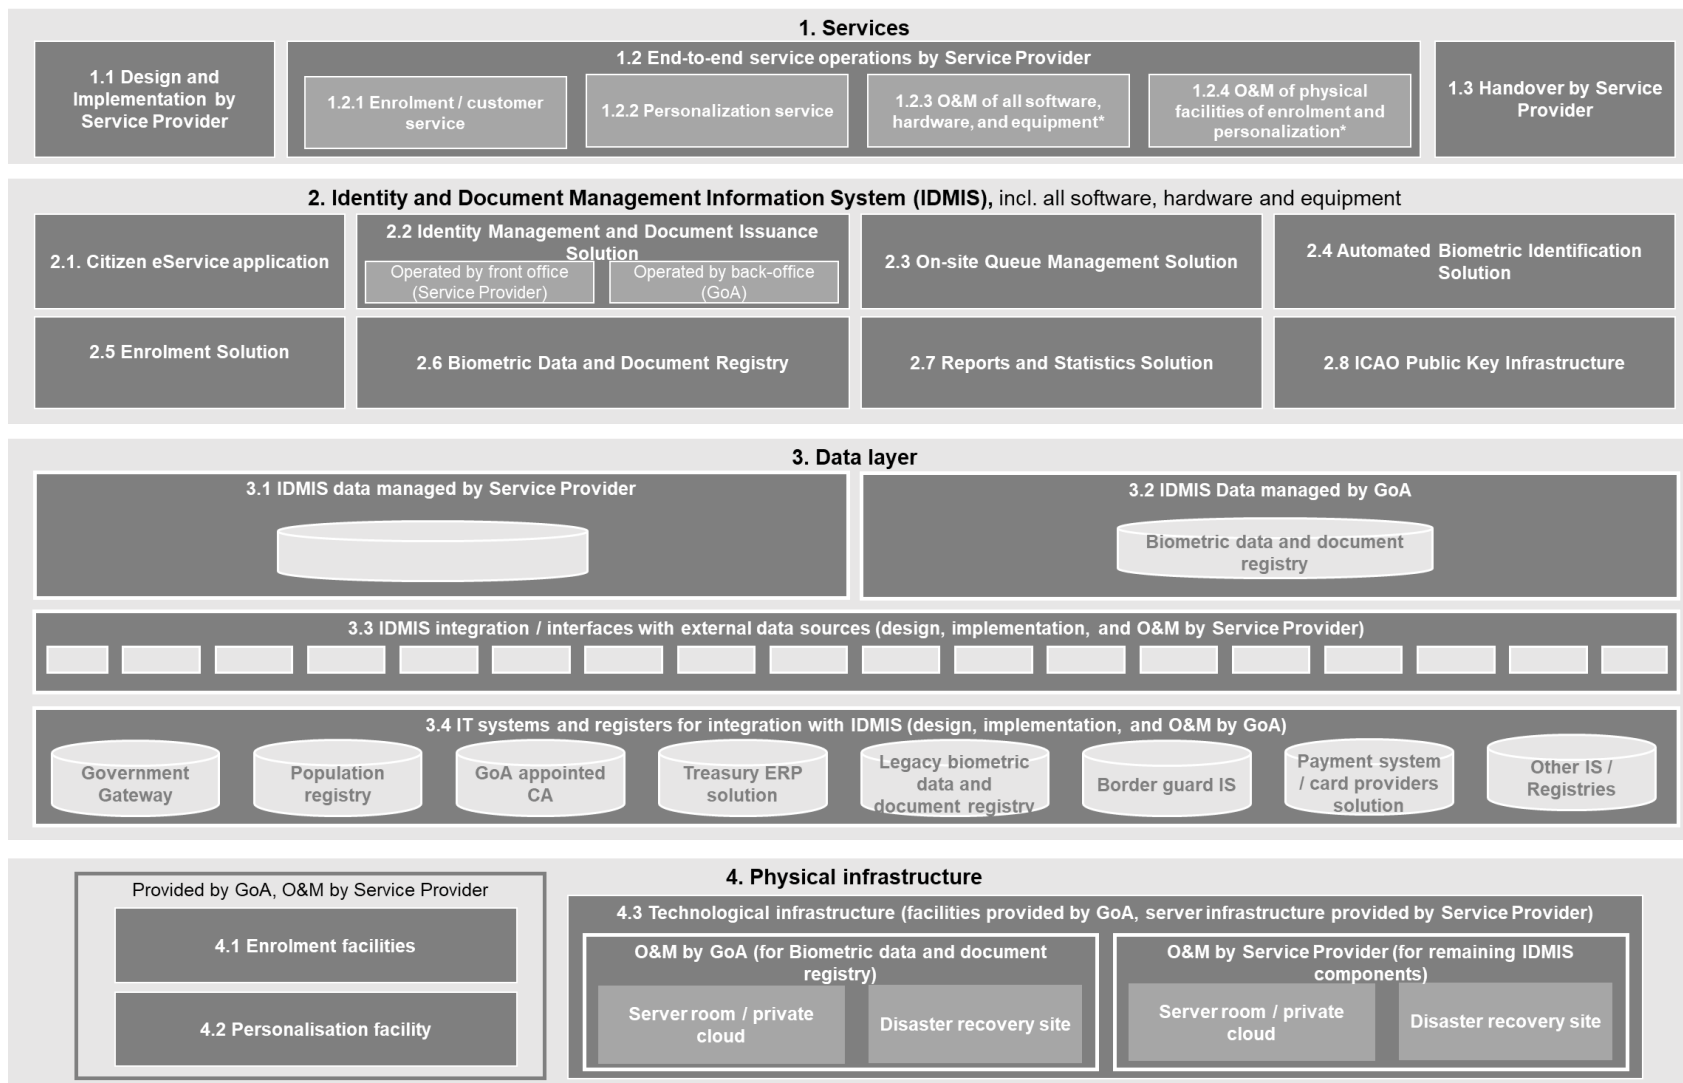 1. Services
1.1 Design and
Implementation by
Service Provider
1.2 End-to-end service operations by Service Provider
1.2.1 Enrolment / customer
service
1.2.2 Personalization service
1.2.3 O&M of all software,
hardware, and equipment*
1.2.4 O&M of physical
facilities of enrolment and
personalization*
1.3 Handover by Service
Provider
2. Identity and Document Management Information System (IDMIS), incl. all software, hardware and equipment
2.1. Citizen eService application
2.2 Identity Management and Document Issuance
Solution
Operated by front office
(Service Provider)
Operated by back-office
(GoA)
2.3 On-site Queue Management Solution
2.4 Automated Biometric Identification
Solution
2.5 Enrolment Solution
2.6 Biometric Data and Document Registry
2.7 Reports and Statistics Solution
2.8 ICAO Public Key Infrastructure
3. Data layer
3.1 IDMIS data managed by Service Provider
3.2 IDMIS Data managed by GoA
Biometric data and document
registry
3.3 IDMIS integration / interfaces with external data sources (design, implementation, and O&M by Service Provider)
3.4 IT systems and registers for integration with IDMIS (design, implementation, and O&M by GoA)
Government
Gateway
Population
registry
GoA appointed
CA
Treasury ERP
solution
Legacy biometric
data and
document registry
Border guard IS
Payment system
/ card providers
solution
Other IS /
Registries
4. Physical infrastructure
Provided by GoA, O&M by Service Provider
4.1 Enrolment facilities
4.2 Personalisation facility
4.3 Technological infrastructure (facilities provided by GoA, server infrastructure provided by Service Provider)
O&M by GoA (for Biometric data and document
registry)
Server room / private
cloud
Disaster recovery site
O&M by Service Provider (for remaining IDMIS
components)
Server room / private
cloud
Disaster recovery site